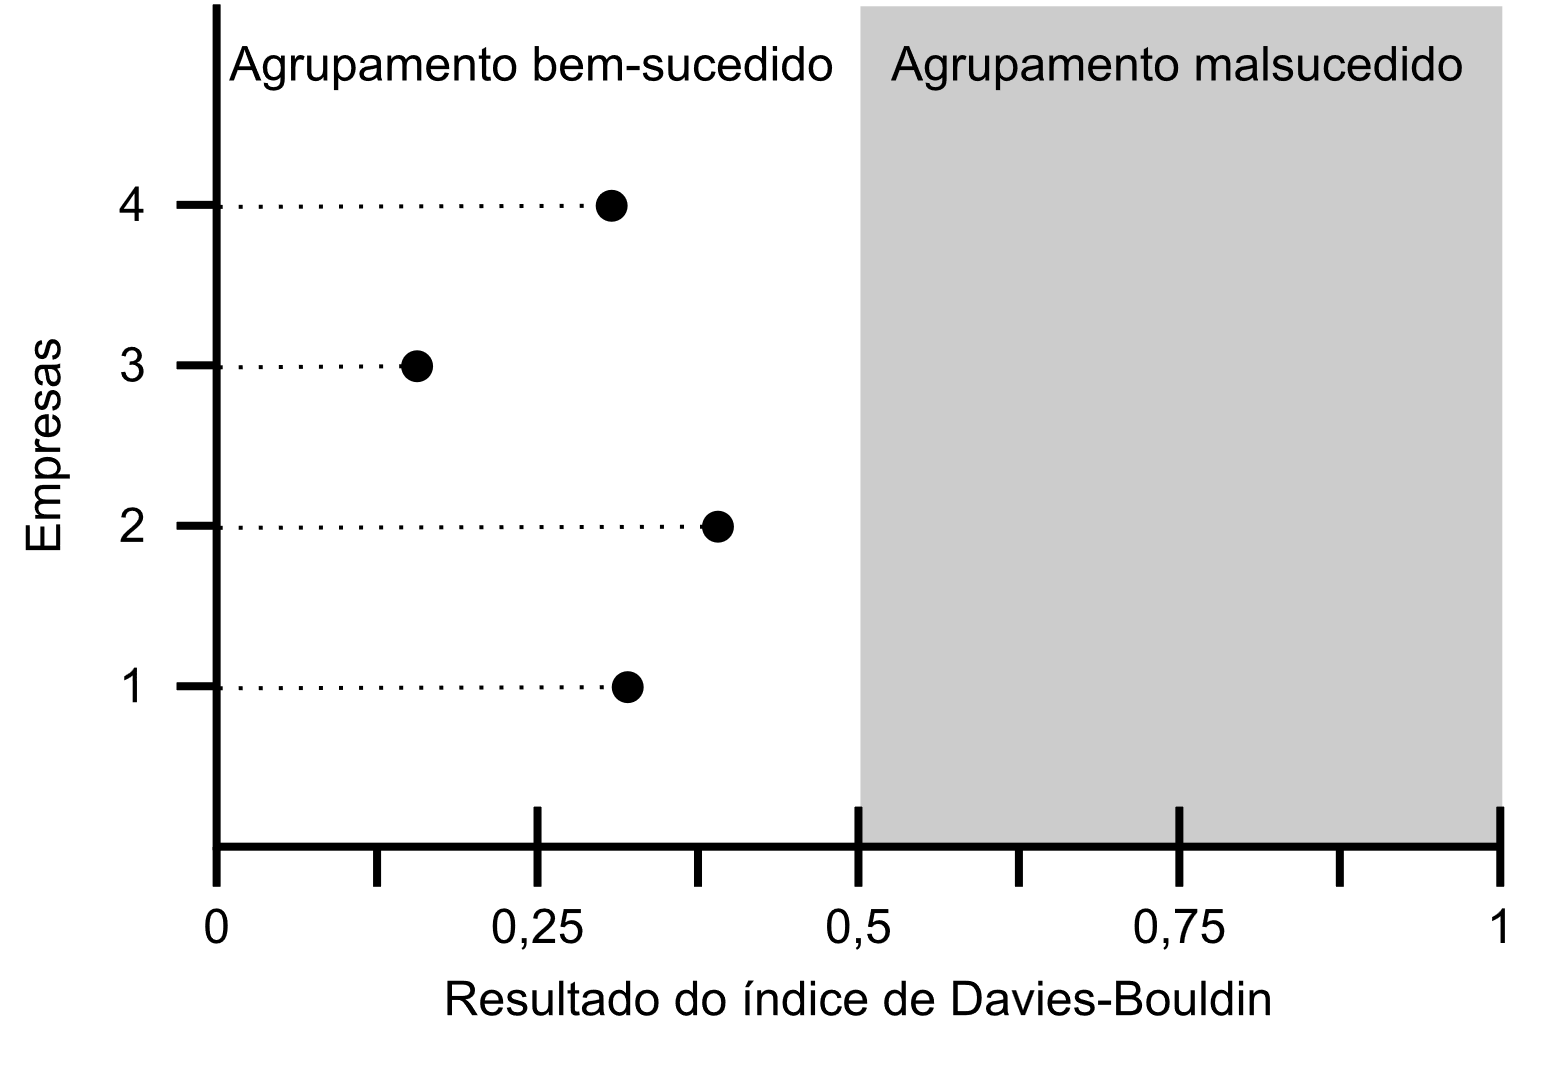 Agrupamento bem-sucedido
Agrupamento malsucedido
4
3
2
1
Empresas
0
0,25
0,5
0,75
1
Resultado do índice de Davies-Bouldin